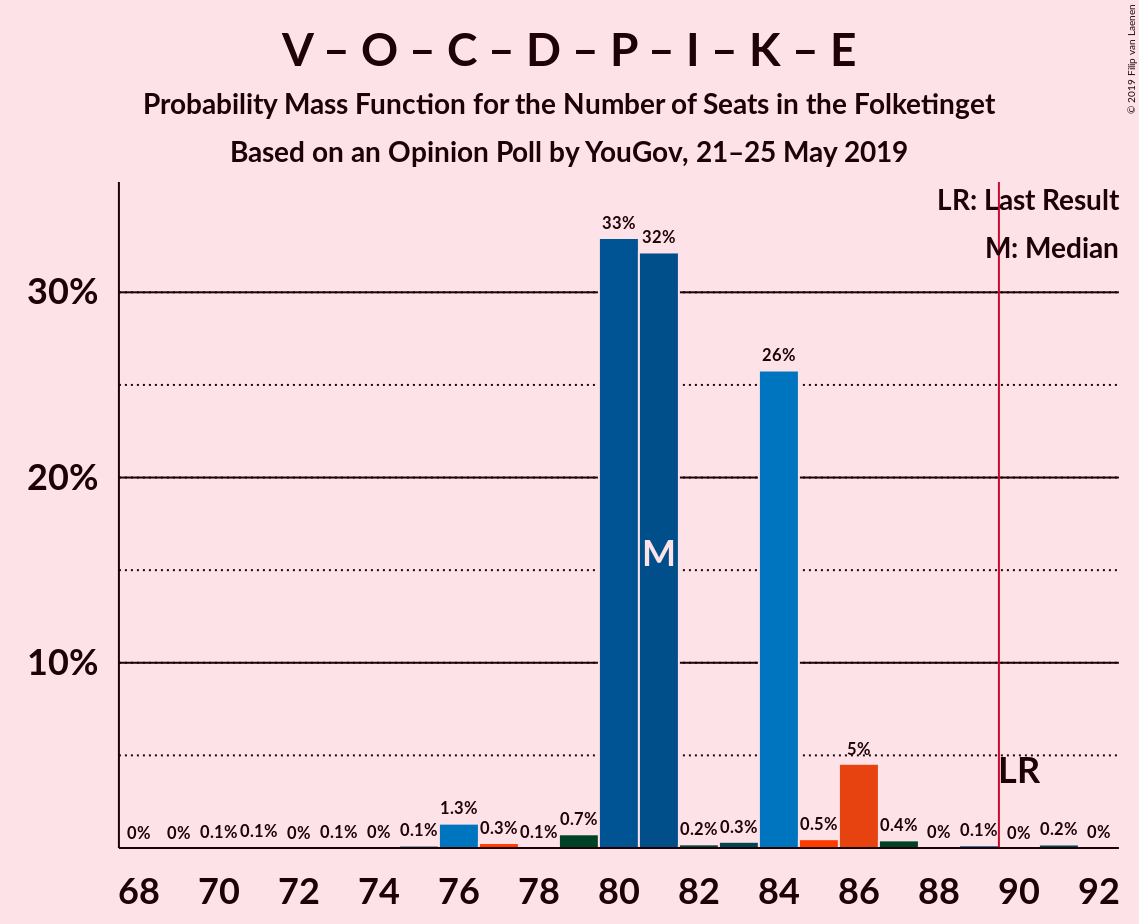 V – O – C – D – P – I – K – E
Probability Mass Function for the Number of Seats in the Folketinget
Based on an Opinion Poll by YouGov, 21–25 May 2019
© 2019 Filip van Laenen
LR: Last Result
M: Median
30%
20%
10%
0% 0% 0.1% 0.1% 0% 0.1% 0% 0.1% 1.3% 0.3% 0.1% 0.7% 33% 32% 0.2% 0.3% 26% 0.5% 5% 0.4% 0% 0.1% 0% 0.2% 0%
M
LR
68 70 72 74 76 78 80 82 84 86 88 90 92